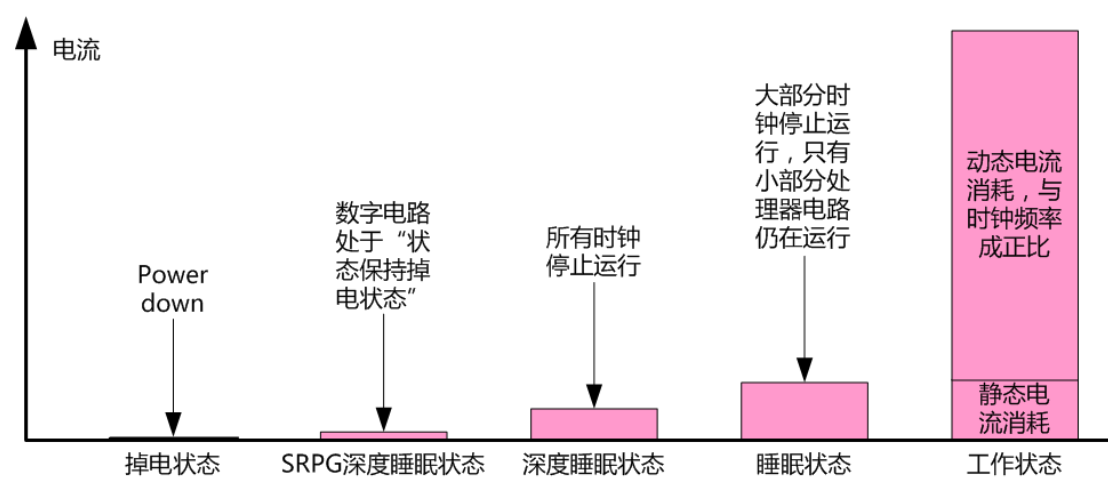 电流
Power
down
数字电路
处于“状
态保持掉
电状态”
所有时钟
停止运行
大部分时
钟停止运
行，只有
小部分处
理器电路
仍在运行
动态电流
消耗，与
时钟频率
成正比
静态电
流消耗
掉电状态
SRPG深度睡眠状态
深度睡眠状态
睡眠状态
工作状态